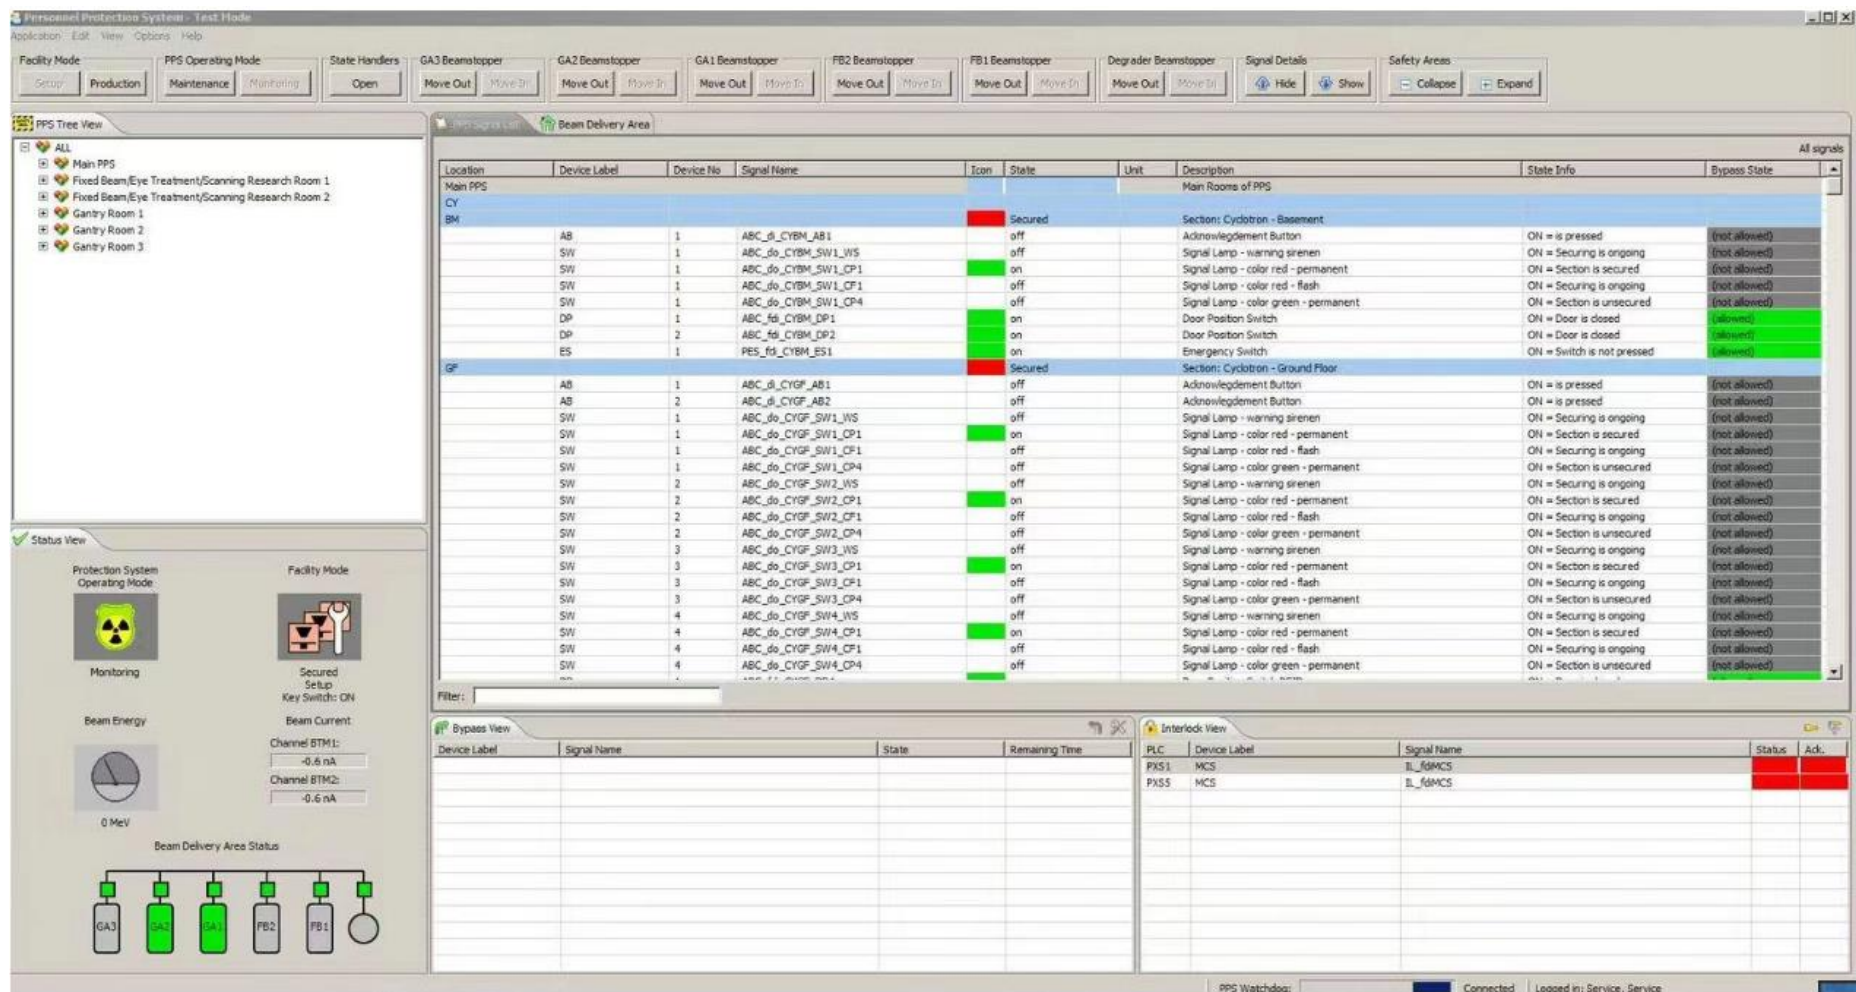 Personnel Protection System - Test Mode
Application Edit View Options Help
Facility Mode PPS Operating Mode State Handlers GA3 Beamstopper GA2 Beamstopper GA1 Beamstopper FB2 Beamstopper FB1 Beamstopper Degrader Beamstopper Signal Details Safety Areas
Setup Production Maintenance Monitoring Open Move Out Move In Move Out Move In Move Out Move In Move Out Move In Move Out Move In Move Out Move In Hide Show Collapse Expand
PPS Tree View
ALL
Main PPS
Fixed Beam/Eye Treatment/Scanning Research Room 1
Fixed Beam/Eye Treatment/Scanning Research Room 2
Gantry Room 1
Gantry Room 2
Gantry Room 3
PPS Signal List Beam Delivery Area
All signals
Location Device Label Device No Signal Name Icon State Unit Description State Info Bypass State
Main PPS Main Rooms of PPS
CY
BM Secured Section: Cyclotron - Basement
AB 1 ABC_di_CYBM_AB1 off Acknowlegdement Button ON = is pressed (not allowed)
SW 1 ABC_do_CYBM_SW1_WS off Signal Lamp - warning sirenen ON = Securing is ongoing (not allowed)
SW 1 ABC_do_CYBM_SW1_CP1 on Signal Lamp - color red - permanent ON = Section is secured (not allowed)
SW 1 ABC_do_CYBM_SW1_CF1 off Signal Lamp - color red - flash ON = Securing is ongoing (not allowed)
SW 1 ABC_do_CYBM_SW1_CP4 off Signal Lamp - color green - permanent ON = Section is unsecured (not allowed)
DP 1 ABC_fdi_CYBM_DP1 on Door Position Switch ON = Door is closed (allowed)
DP 2 ABC_fdi_CYBM_DP2 on Door Position Switch ON = Door is closed (allowed)
ES 1 PES_fdi_CYBM_ES1 on Emergency Switch ON = Switch is not pressed (allowed)
GF Secured Section: Cyclotron - Ground Floor
AB 1 ABC_di_CYGF_AB1 off Acknowlegdement Button ON = is pressed (not allowed)
AB 2 ABC_di_CYGF_AB2 off Acknowlegdement Button ON = is pressed (not allowed)
SW 1 ABC_do_CYGF_SW1_WS off Signal Lamp - warning sirenen ON = Securing is ongoing (not allowed)
SW 1 ABC_do_CYGF_SW1_CP1 on Signal Lamp - color red - permanent ON = Section is secured (not allowed)
SW 1 ABC_do_CYGF_SW1_CF1 off Signal Lamp - color red - flash ON = Securing is ongoing (not allowed)
SW 1 ABC_do_CYGF_SW1_CP4 off Signal Lamp - color green - permanent ON = Section is unsecured (not allowed)
SW 2 ABC_do_CYGF_SW2_WS off Signal Lamp - warning sirenen ON = Securing is ongoing (not allowed)
SW 2 ABC_do_CYGF_SW2_CP1 on Signal Lamp - color red - permanent ON = Section is secured (not allowed)
SW 2 ABC_do_CYGF_SW2_CF1 off Signal Lamp - color red - flash ON = Securing is ongoing (not allowed)
SW 2 ABC_do_CYGF_SW2_CP4 off Signal Lamp - color green - permanent ON = Section is unsecured (not allowed)
SW 3 ABC_do_CYGF_SW3_WS off Signal Lamp - warning sirenen ON = Securing is ongoing (not allowed)
SW 3 ABC_do_CYGF_SW3_CP1 on Signal Lamp - color red - permanent ON = Section is secured (not allowed)
SW 3 ABC_do_CYGF_SW3_CF1 off Signal Lamp - color red - flash ON = Securing is ongoing (not allowed)
SW 3 ABC_do_CYGF_SW3_CP4 off Signal Lamp - color green - permanent ON = Section is unsecured (not allowed)
SW 4 ABC_do_CYGF_SW4_WS off Signal Lamp - warning sirenen ON = Securing is ongoing (not allowed)
SW 4 ABC_do_CYGF_SW4_CP1 on Signal Lamp - color red - permanent ON = Section is secured (not allowed)
SW 4 ABC_do_CYGF_SW4_CF1 off Signal Lamp - color red - flash ON = Securing is ongoing (not allowed)
SW 4 ABC_do_CYGF_SW4_CP4 off Signal Lamp - color green - permanent ON = Section is unsecured (not allowed)
Filter:
Status View
Protection System Facility Mode
Operating Mode
Monitoring Secured
Setup
Key Switch: ON
Beam Energy Beam Current
Channel BTM1:
-0.6 nA
Channel BTM2:
-0.6 nA
0 MeV
Beam Delivery Area Status
GA3 GA2 GA1 FB2 FB1
Bypass View
Device Label Signal Name State Remaining Time
Interlock View
PLC Device Label Signal Name Status Ack.
PXS1 MCS IL_fdiMCS
PXS5 MCS IL_fdiMCS
PPS Watchdog: Connected Logged in: Service, Service